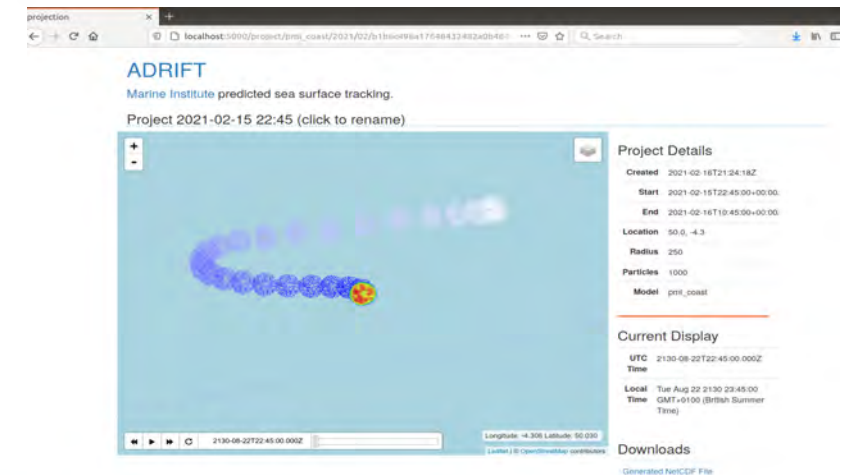 projection
localhost:5000/project/pmi_coast/2021/02/
Search
ADRIFT
Marine Institute predicted sea surface tracking.
Project 2021-02-15 22:45 (click to rename)
+
-
Project Details
Created 2021-02-16T21:24:18Z
Start 2021-02-15T22:45:00+00:00.
End 2021-02-16T10:45:00+00:00.
Location 50.0, -4.3
Radius 250
Particles 1000
Model pml_coast
Current Display
UTC Time 2130-08-22T22:45:00.000Z
Local Time Tue Aug 22 2130 23:45:00
GMT+0100 (British Summer
Time)
2130-08-22T22:45:00.000Z
Longitude: -4.306 Latitude: 50.030
Leaflet | © OpenStreetMap contributors
Downloads
Generated NetCDF File